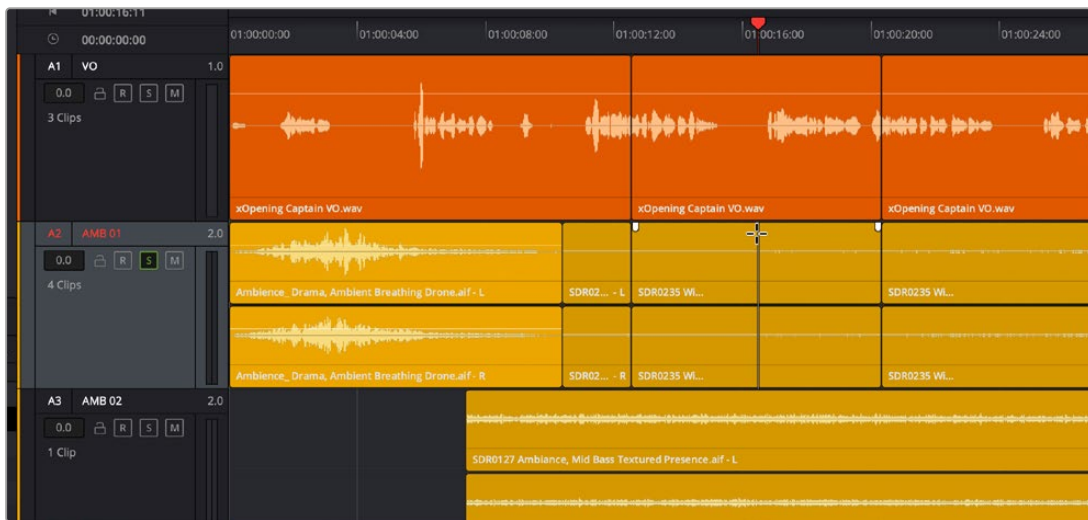 01:00:16:11
00:00:00:00
01:00:00:00 01:00:04:00 01:00:08:00 01:00:12:00 01:00:16:00 01:00:20:00 01:00:24:00
A1 VO 1.0
0.0 R S M
3 Clips
xOpening Captain VO.wav xOpening Captain VO.wav xOpening Captain VO.wav
A2 AMB 01 2.0
0.0 R S M
4 Clips
Ambience_ Drama, Ambient Breathing Drone.aif - L SDR02... - L SDR0235 Wi... SDR0235 Wi...
Ambience_ Drama, Ambient Breathing Drone.aif - R SDR02... - R SDR0235 Wi... SDR0235 Wi...
A3 AMB 02 2.0
0.0 R S M
1 Clip
SDR0127 Ambiance, Mid Bass Textured Presence.aif - L